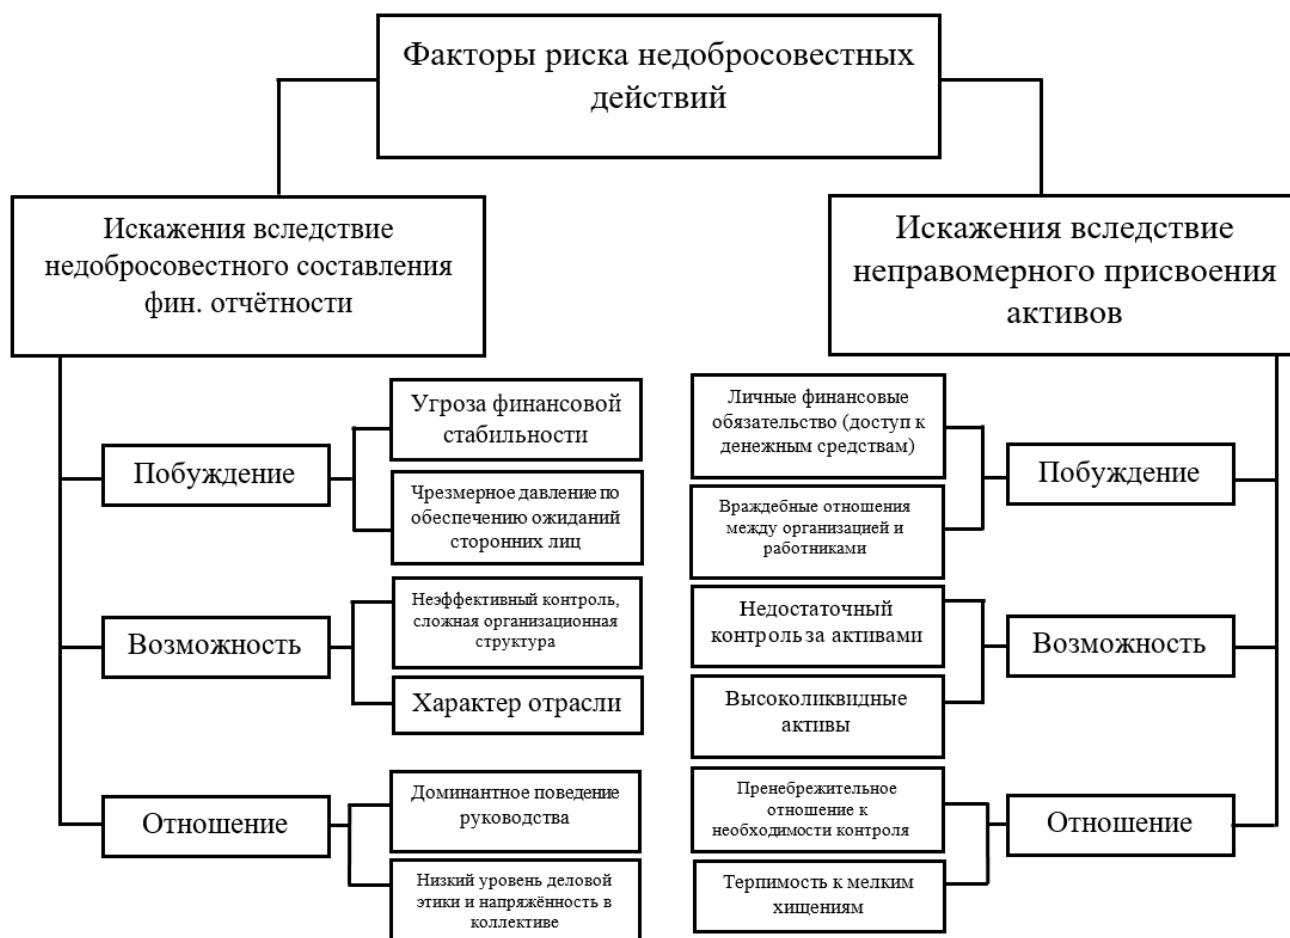 Факторы риска недобросовестных
действий
Искажения вследствие
недобросовестного составления
фин. отчётности
Искажения вследствие
неправомерного присвоения
активов
Побуждение
Угроза финансовой
стабильности
Чрезмерное давление по
обеспечению ожиданий
сторонних лиц
Возможность
Неэффективный контроль,
сложная организационная
структура
Характер отрасли
Отношение
Доминантное поведение
руководства
Низкий уровень деловой
этики и напряжённость в
коллективе
Личные финансовые
обязательство (доступ к
денежным средствам)
Враждебные отношения
между организацией и
работниками
Побуждение
Недостаточный
контроль за активами
Высоколиквидные
активы
Возможность
Пренебрежительное
отношение к
необходимости контроля
Терпимость к мелким
хищениям
Отношение